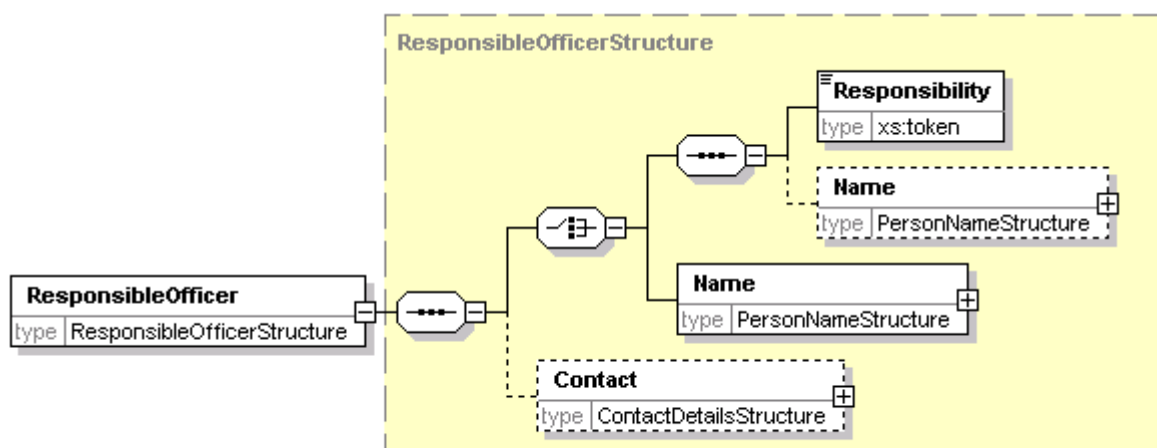 ResponsibleOfficerStructure
Responsibility
type xs:token
Name
type PersonNameStructure
Name
type PersonNameStructure
ResponsibleOfficer
type ResponsibleOfficerStructure
Contact
type ContactDetailsStructure